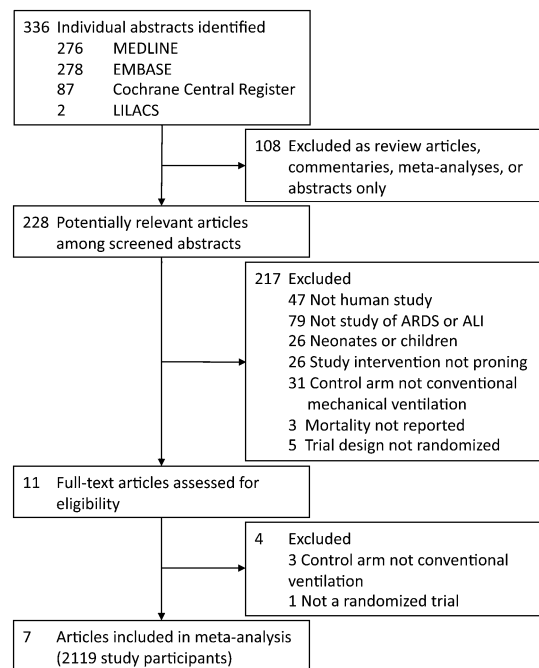 336 Individual abstracts identified
276 MEDLINE
278 EMBASE
87 Cochrane Central Register
2 LILACS
108 Excluded as review articles,
commentaries, meta-analyses, or
abstracts only
228 Potentially relevant articles
among screened abstracts
217 Excluded
47 Not human study
79 Not study of ARDS or ALI
26 Neonates or children
26 Study intervention not proning
31 Control arm not conventional
mechanical ventilation
3 Mortality not reported
5 Trial design not randomized
11 Full-text articles assessed for
eligibility
4 Excluded
3 Control arm not conventional
ventilation
1 Not a randomized trial
7 Articles included in meta-analysis
(2119 study participants)